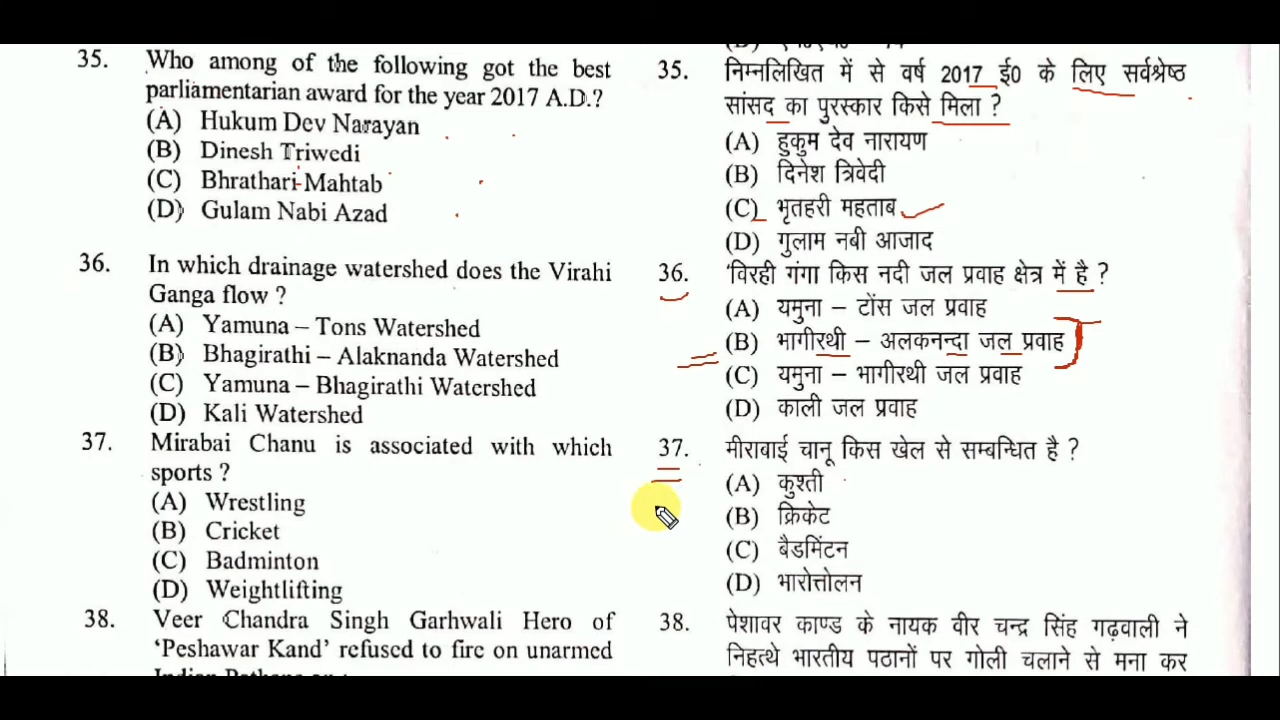 35. Who among of the following got the best
parliamentarian award for the year 2017 A.D.?
(A) Hukum Dev Narayan
(B) Dinesh Triwedi
(C) Bhrathari Mahtab
(D) Gulam Nabi Azad
36. In which drainage watershed does the Virahi
Ganga flow ?
(A) Yamuna – Tons Watershed
(B) Bhagirathi – Alaknanda Watershed
(C) Yamuna – Bhagirathi Watershed
(D) Kali Watershed
37. Mirabai Chanu is associated with which
sports ?
(A) Wrestling
(B) Cricket
(C) Badminton
(D) Weightlifting
38. Veer Chandra Singh Garhwali Hero of
‘Peshawar Kand’ refused to fire on unarmed
35. निम्नलिखित में से वर्ष 2017 ई0 के लिए सर्वश्रेष्ठ
सांसद का पुरस्कार किसे मिला ?
(A) हुकुम देव नारायण
(B) दिनेश त्रिवेदी
(C) भृतहरी महताब
(D) गुलाम नबी आजाद
36. ‘विरही गंगा किस नदी जल प्रवाह क्षेत्र में है ?
(A) यमुना – टोंस जल प्रवाह
(B) भागीरथी – अलकनन्दा जल प्रवाह
(C) यमुना – भागीरथी जल प्रवाह
(D) काली जल प्रवाह
37. मीराबाई चानू किस खेल से सम्बन्धित है ?
(A) कुश्ती
(B) क्रिकेट
(C) बैडमिंटन
(D) भारोत्तोलन
38. पेशावर काण्ड के नायक वीर चन्द्र सिंह गढ़वाली ने
निहत्थे भारतीय पठानों पर गोली चलाने से मना कर